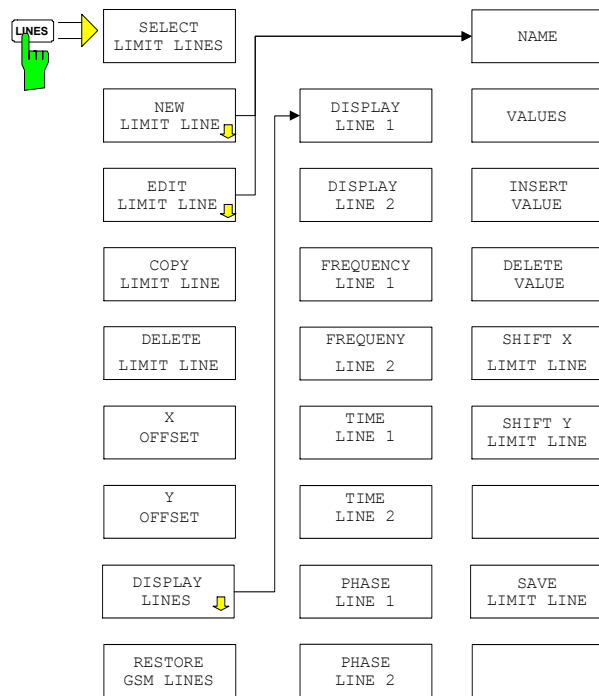 LINES
SELECT
LIMIT LINES
NEW
LIMIT LINE
EDIT
LIMIT LINE
COPY
LIMIT LINE
DELETE
LIMIT LINE
X
OFFSET
Y
OFFSET
DISPLAY
LINES
RESTORE
GSM LINES
DISPLAY
LINE 1
DISPLAY
LINE 2
FREQUENCY
LINE 1
FREQUENY
LINE 2
TIME
LINE 1
TIME
LINE 2
PHASE
LINE 1
PHASE
LINE 2
NAME
VALUES
INSERT
VALUE
DELETE
VALUE
SHIFT X
LIMIT LINE
SHIFT Y
LIMIT LINE
SAVE
LIMIT LINE